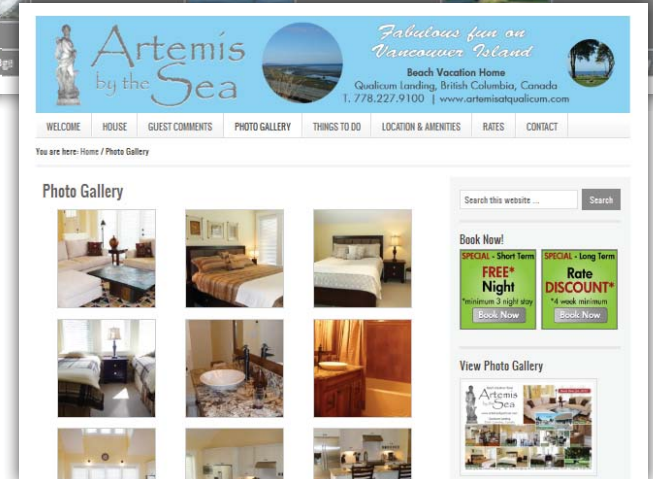 Artemis
by the Sea
Fabulous fun on
Vancouver Island
Beach Vacation Home
Qualicum Landing, British Columbia, Canada
T. 778.227.9100 | www.artemisatqualicum.com
WELCOME HOUSE GUEST COMMENTS PHOTO GALLERY THINGS TO DO LOCATION & AMENITIES RATES CONTACT
You are here: Home / Photo Gallery
Photo Gallery
Search this website ... Search
Book Now!
SPECIAL - Short Term
FREE*
Night
*minimum 3 night stay
Book Now
SPECIAL - Long Term
Rate
DISCOUNT*
*4 week minimum
Book Now
View Photo Gallery
Artemis
by the Sea